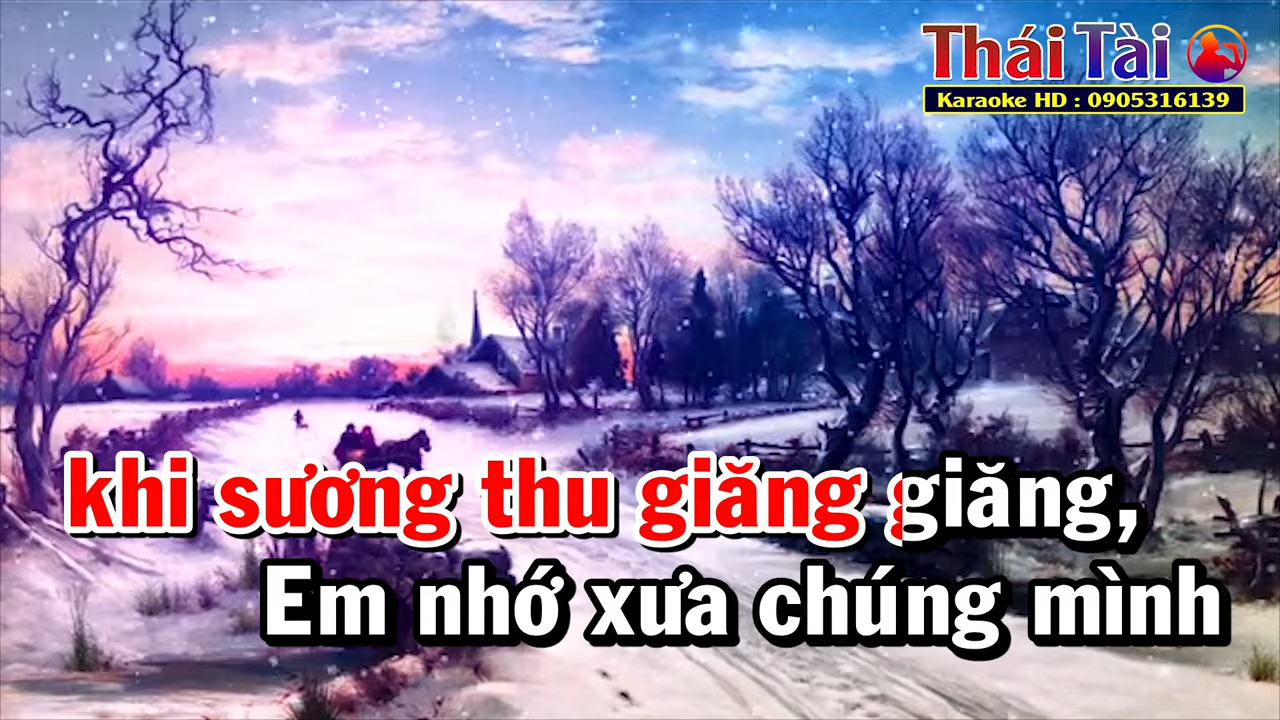 Thái Tài
Karaoke HD : 0905316139
khi sương thu giăng giăng,
Em nhớ xưa chúng mình